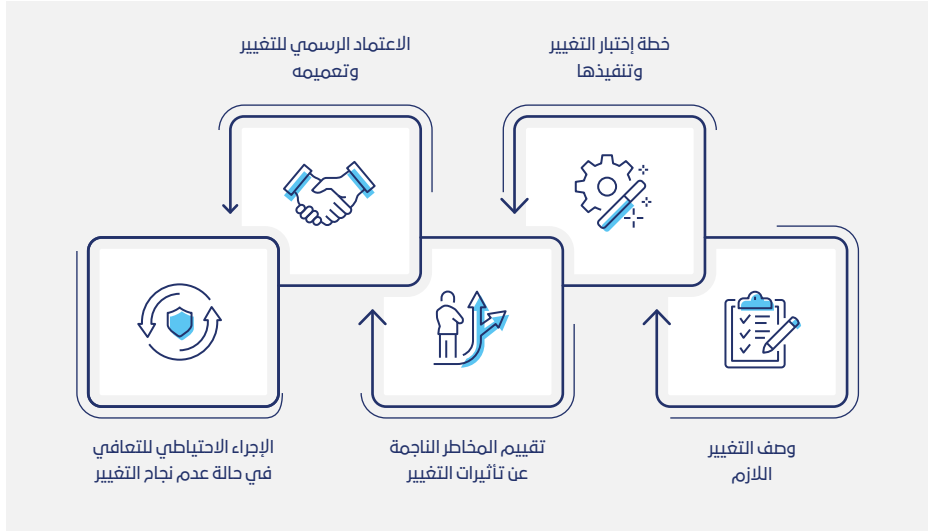 وصف التغيير
اللازم
خطة إختبار التغيير
وتنفيذها
تقييم المخاطر الناجمة
عن تأثيرات التغيير
الاعتماد الرسمي للتغيير
وتعميمه
الإجراء الاحتياطي للتعافي
في حالة عدم نجاح التغيير